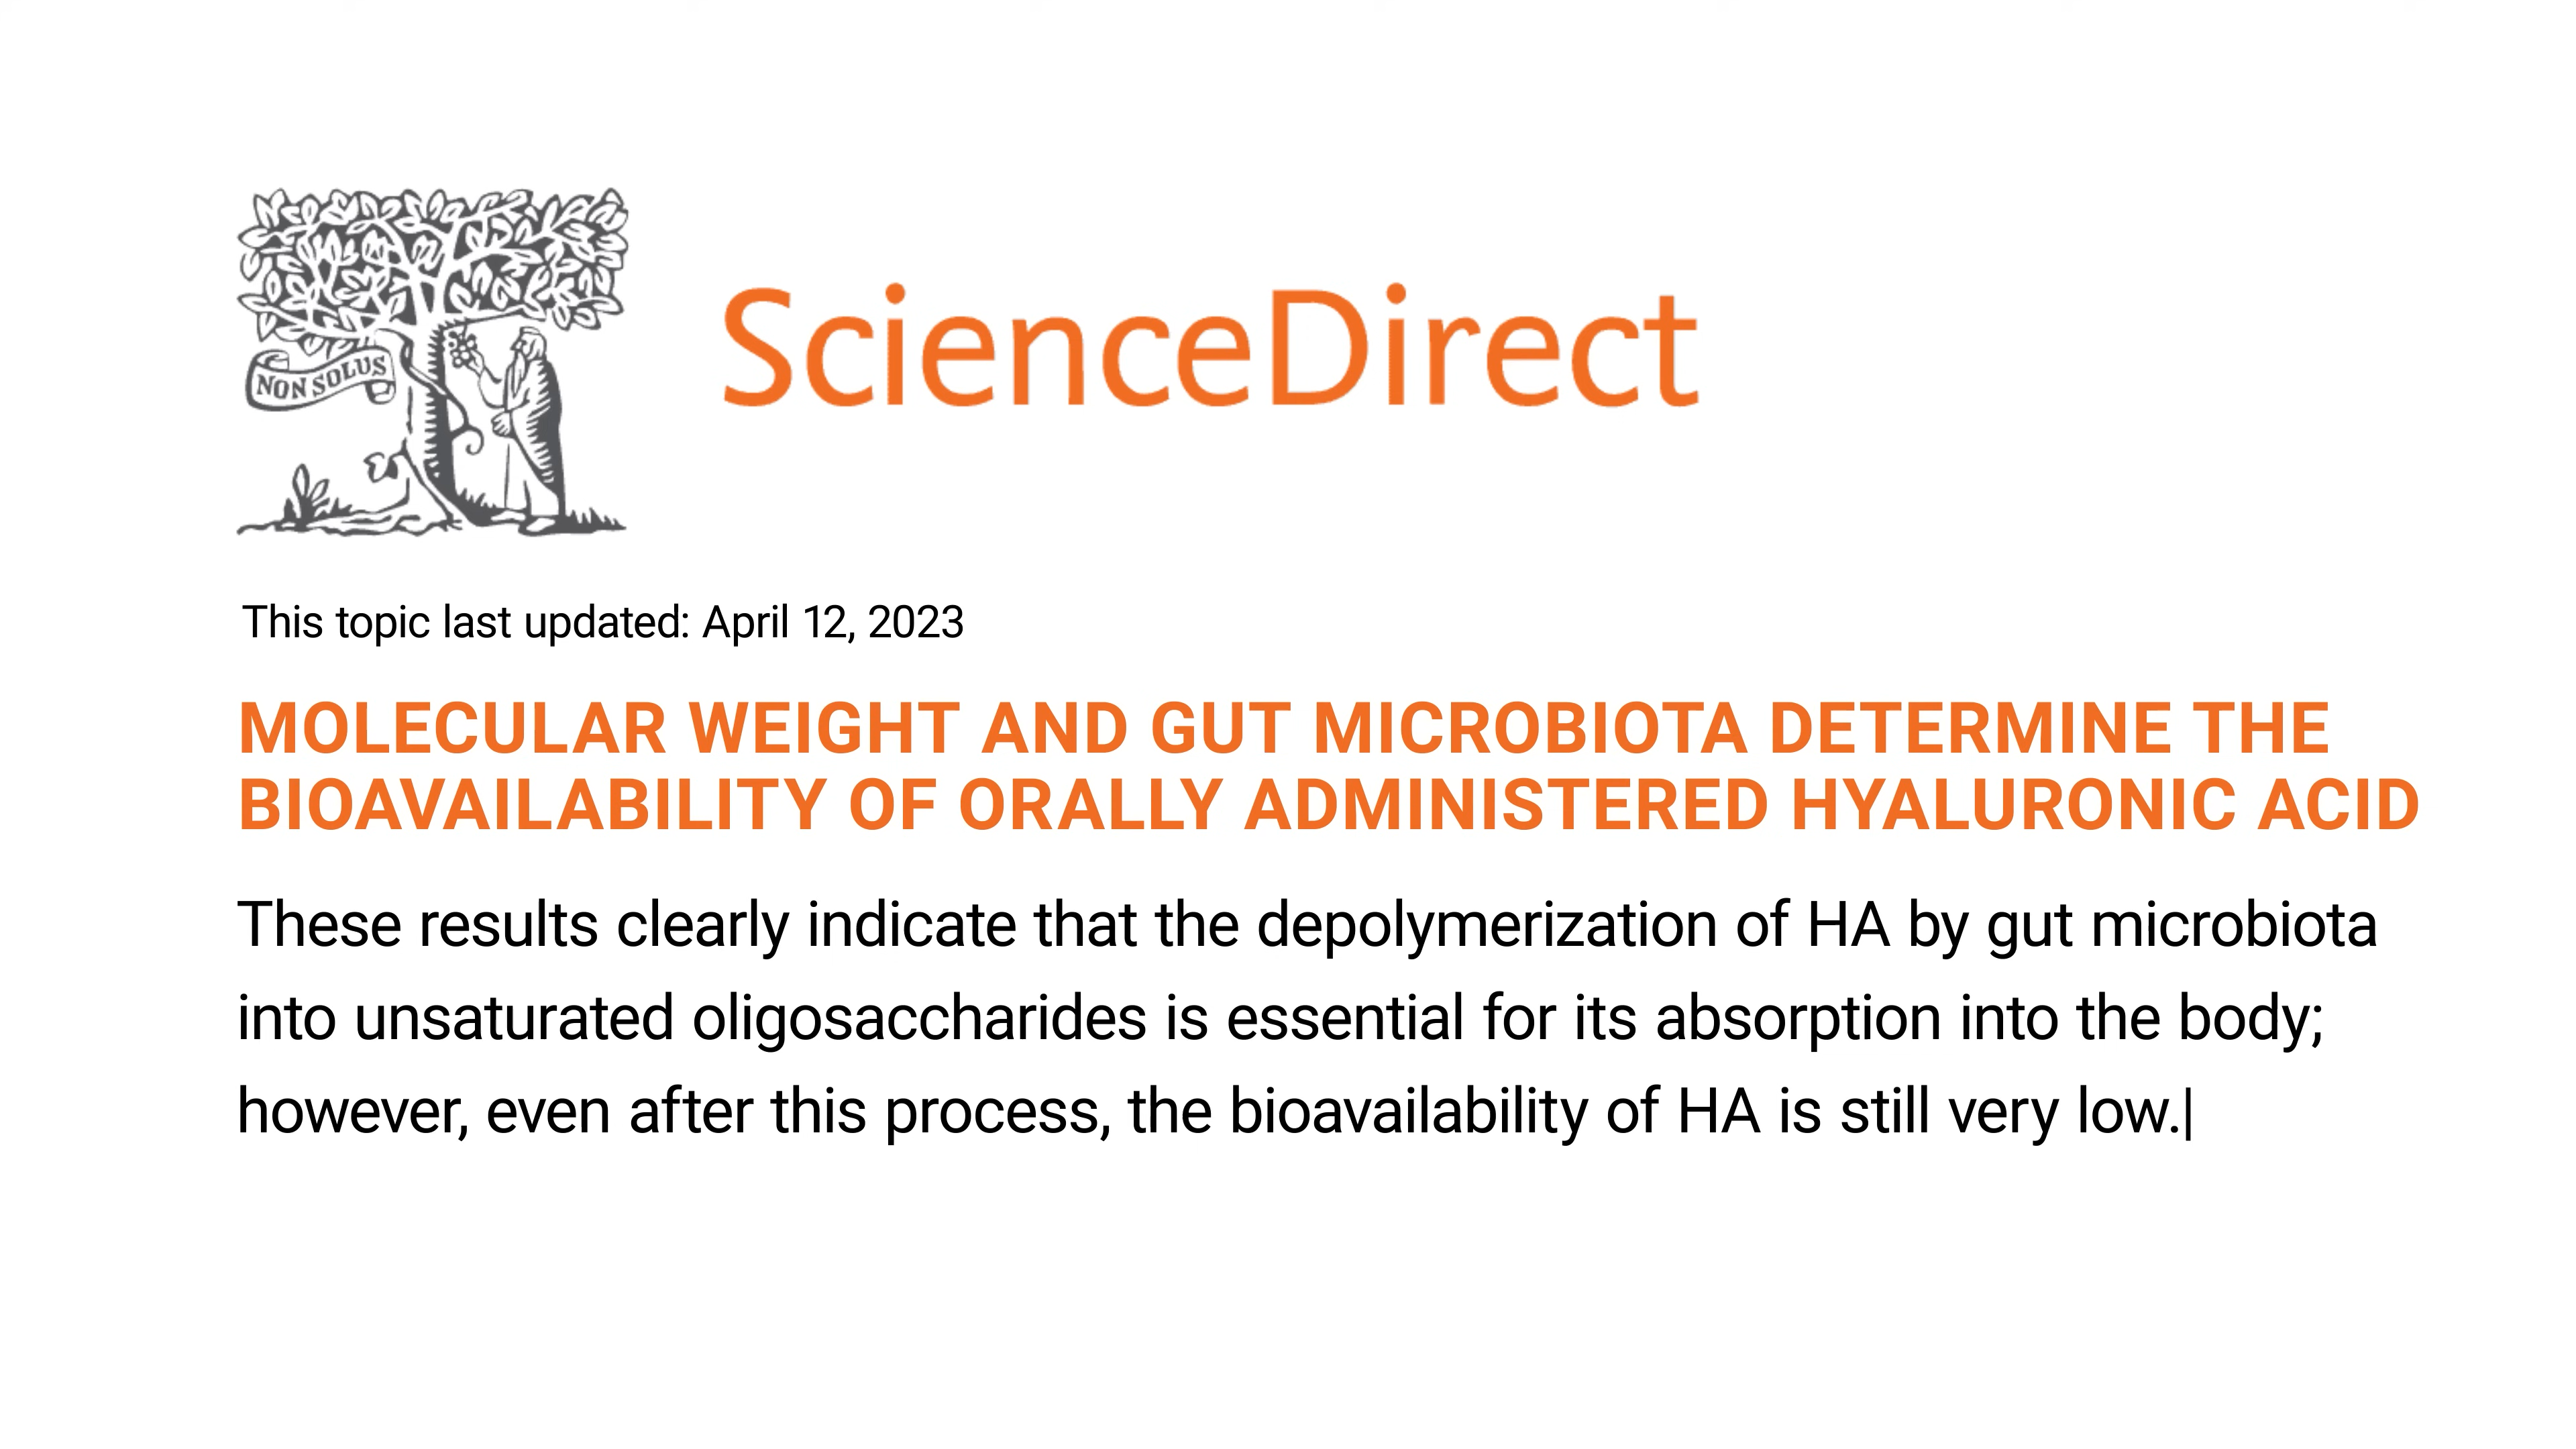 NON SOLUS
ScienceDirect
This topic last updated: April 12, 2023
MOLECULAR WEIGHT AND GUT MICROBIOTA DETERMINE THE
BIOAVAILABILITY OF ORALLY ADMINISTERED HYALURONIC ACID
These results clearly indicate that the depolymerization of HA by gut microbiota
into unsaturated oligosaccharides is essential for its absorption into the body;
however, even after this process, the bioavailability of HA is still very low.|